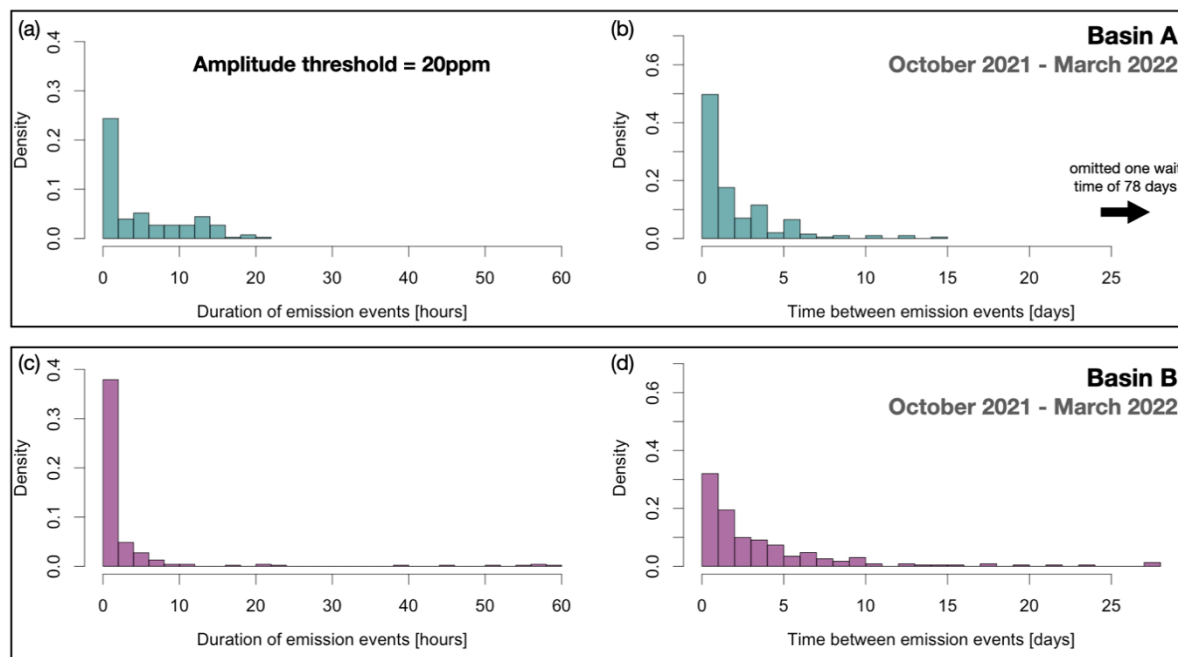 (a)
Amplitude threshold = 20ppm
Density
0.4
0.3
0.2
0.1
0.0
0 10 20 30 40 50 60
Duration of emission events [hours]
(b)
Basin A
October 2021 - March 2022
omitted one wait
time of 78 days
Density
0.6
0.4
0.2
0.0
0 5 10 15 20 25
Time between emission events [days]
(c)
Density
0.4
0.3
0.2
0.1
0.0
0 10 20 30 40 50 60
Duration of emission events [hours]
(d)
Basin B
October 2021 - March 2022
Density
0.6
0.4
0.2
0.0
0 5 10 15 20 25
Time between emission events [days]